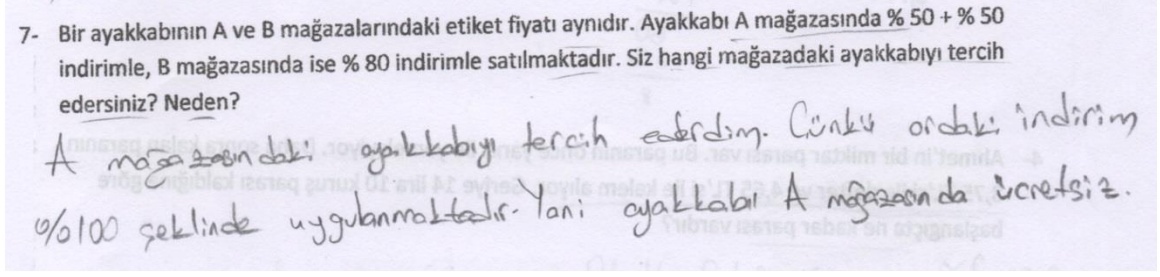 7- Bir ayakkabının A ve B mağazalarındaki etiket fiyatı aynıdır. Ayakkabı A mağazasında % 50 + % 50
indirimle, B mağazasında ise % 80 indirimle satılmaktadır. Siz hangi mağazadaki ayakkabıyı tercih
edersiniz? Neden?
A mağazasındaki ayakkabıyı tercih ederdim. Çünkü ordaki indirim
%100 şeklinde uygulanmaktadır. Yani ayakkabı A mağazasında ücretsiz.